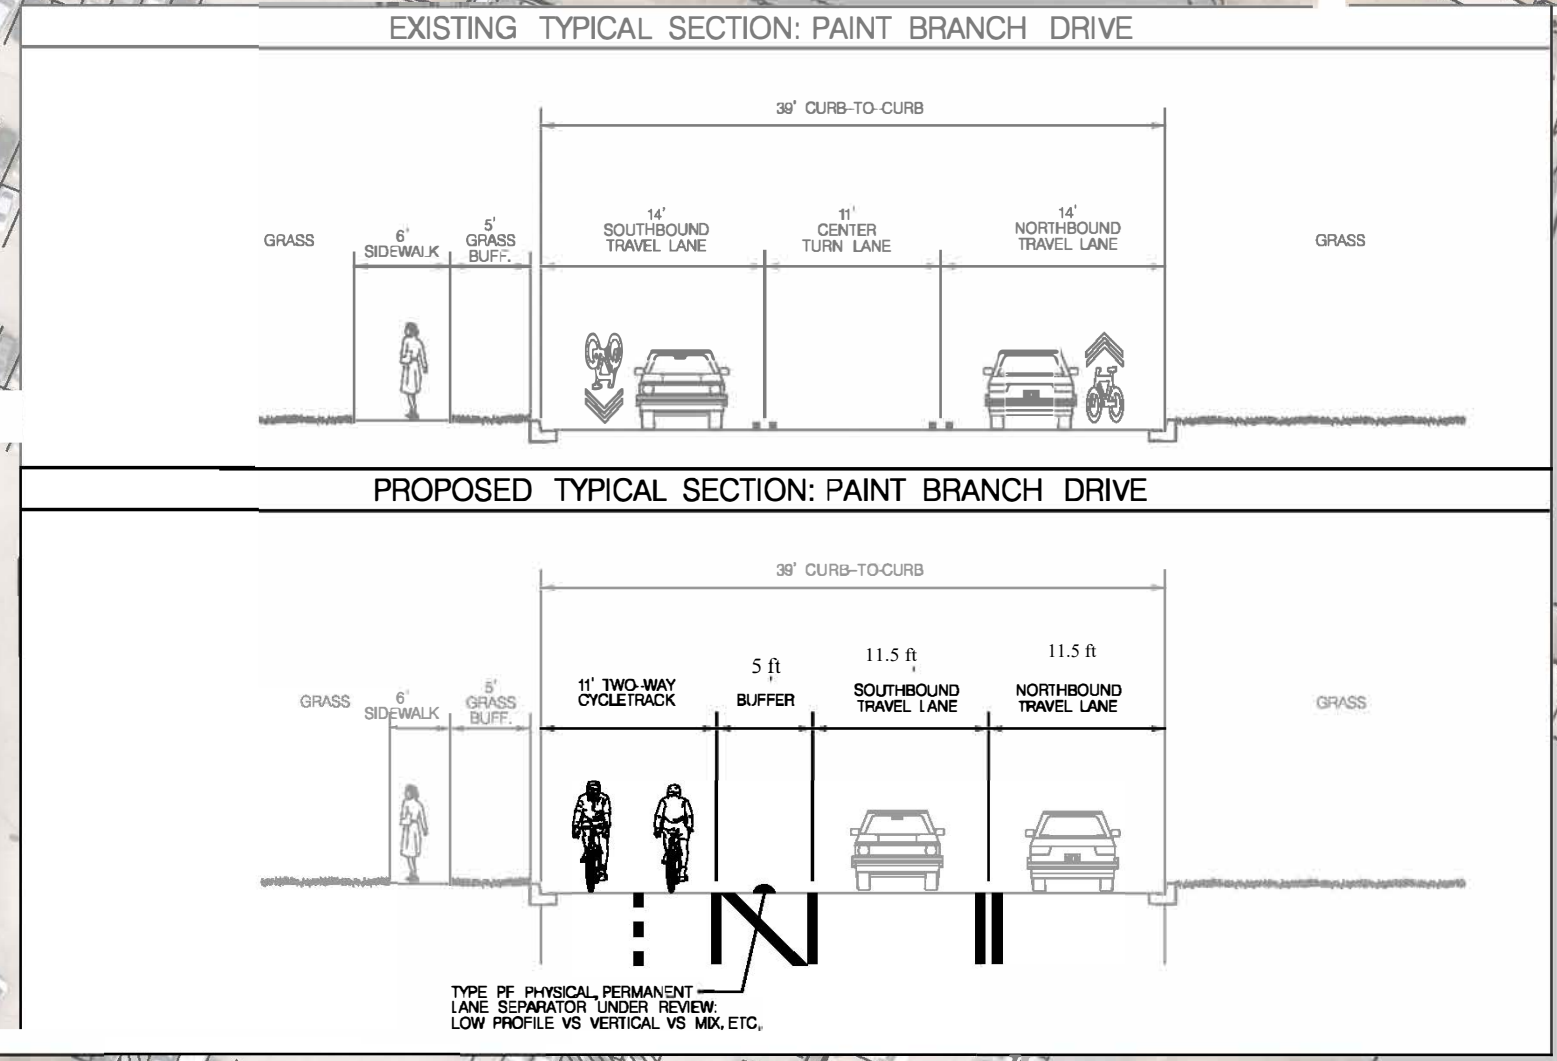 EXISTING TYPICAL SECTION: PAINT BRANCH DRIVE
39' CURB-TO-CURB
GRASS
6'
SIDEWALK
5'
GRASS
BUFF.
14'
SOUTHBOUND
TRAVEL LANE
11'
CENTER
TURN LANE
14'
NORTHBOUND
TRAVEL LANE
GRASS
PROPOSED TYPICAL SECTION: PAINT BRANCH DRIVE
39' CURB-TO-CURB
GRASS
6'
SIDEWALK
5'
GRASS
BUFF.
11' TWO-WAY
CYCLETRACK
5 ft
BUFFER
11.5 ft
SOUTHBOUND
TRAVEL LANE
11.5 ft
NORTHBOUND
TRAVEL LANE
GRASS
TYPE PF PHYSICAL, PERMANENT
LANE SEPARATOR UNDER REVIEW:
LOW PROFILE VS VERTICAL VS MIX, ETC.